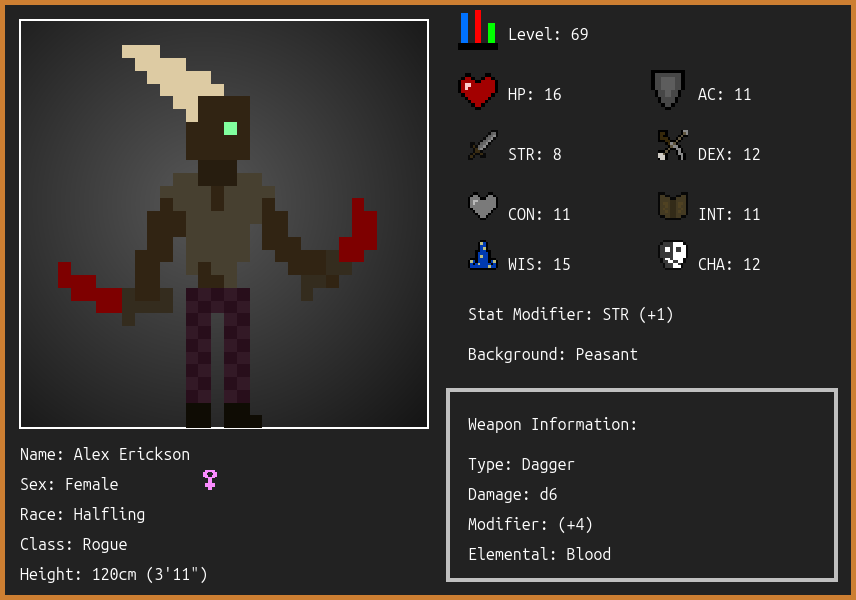 Level: 69
HP: 16
AC: 11
STR: 8
DEX: 12
CON: 11
INT: 11
WIS: 15
CHA: 12
Stat Modifier: STR (+1)
Background: Peasant
Weapon Information:
Type: Dagger
Damage: d6
Modifier: (+4)
Elemental: Blood
Name: Alex Erickson
Sex: Female
Race: Halfling
Class: Rogue
Height: 120cm (3'11")